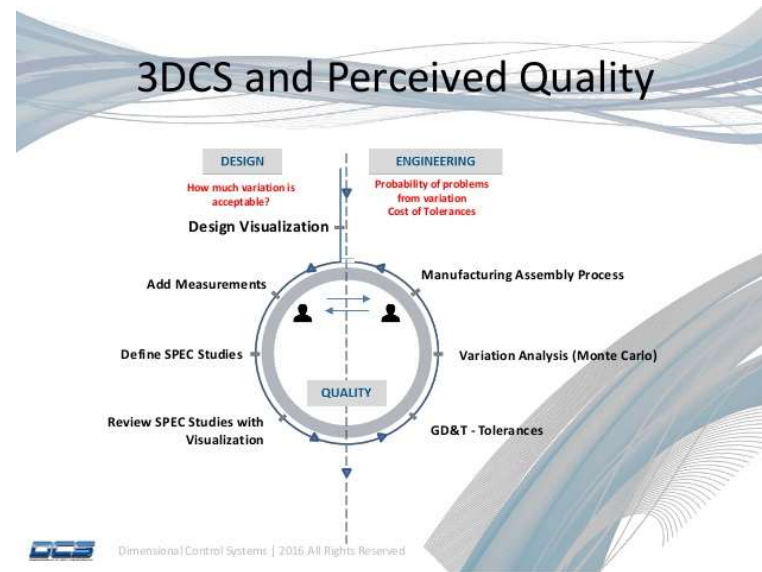 3DCS and Perceived Quality
DESIGN
How much variation is
acceptable?
ENGINEERING
Probability of problems
from variation
Cost of Tolerances
Design Visualization
Add Measurements
Manufacturing Assembly Process
Define SPEC Studies
Variation Analysis (Monte Carlo)
QUALITY
Review SPEC Studies with
Visualization
GD&T - Tolerances
DCS
Dimensional Control Systems | 2016 All Rights Reserved